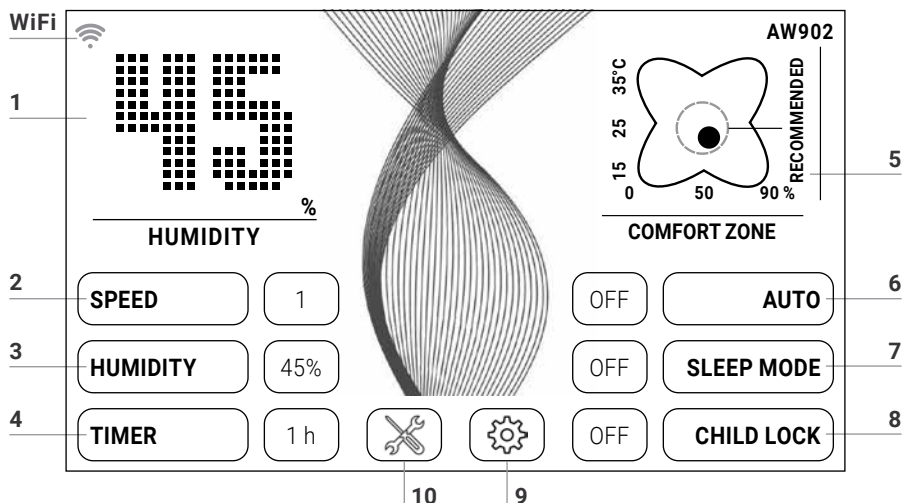 WiFi
1
45
%
HUMIDITY
AW902
35°C
25
15
0 50 90 %
RECOMMENDED
COMFORT ZONE
5
2
SPEED 1
OFF AUTO
6
3
HUMIDITY 45%
OFF SLEEP MODE
7
4
TIMER 1 h
OFF CHILD LOCK
8
10
9